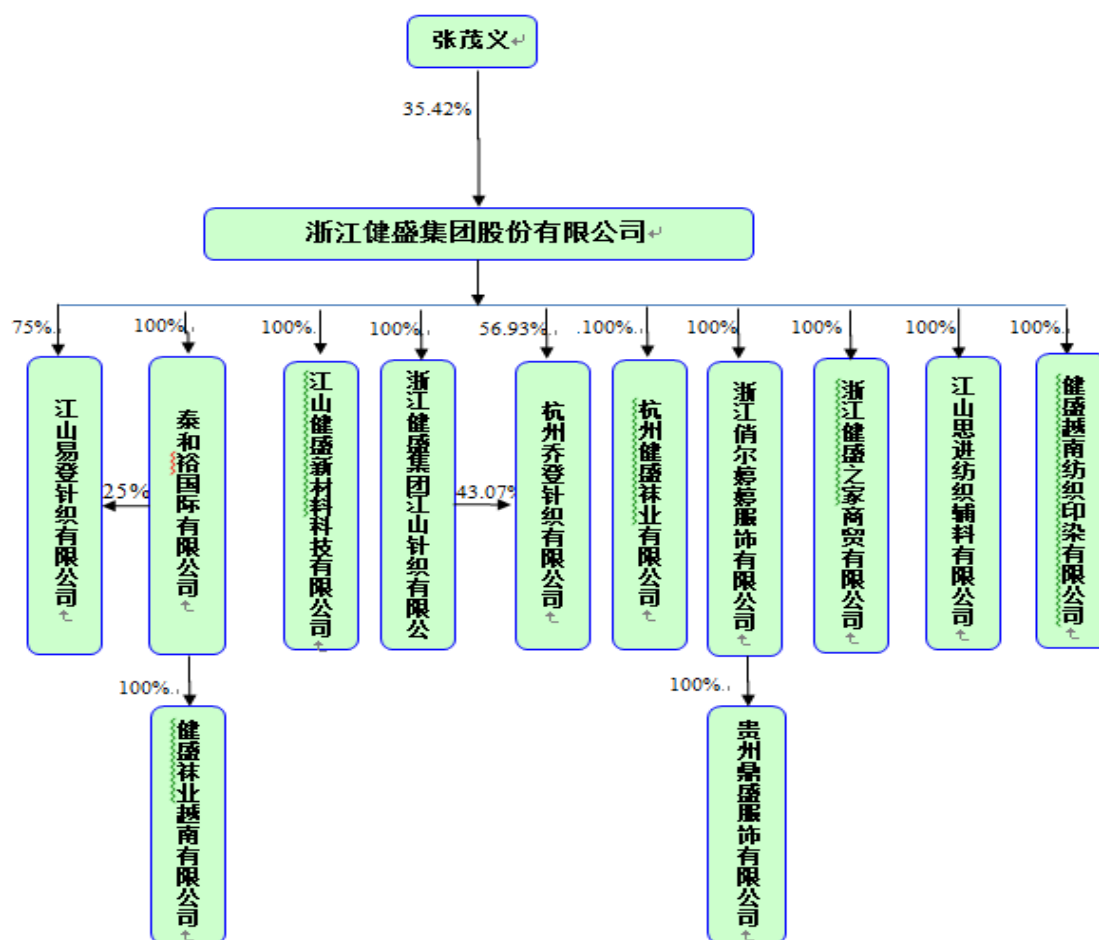 张茂义
35.42%
浙江健盛集团股份有限公司
75%
100%
100%
100%
56.93%
100%
100%
100%
100%
100%
江山易登针织有限公司
25%
泰和裕国际有限公司
江山健盛新材料科技有限公司
浙江健盛集团江山针织有限公
43.07%
杭州乔登针织有限公司
杭州健盛袜业有限公司
浙江俏尔婷婷服饰有限公司
浙江健盛之家商贸有限公司
江山思进纺织辅料有限公司
健盛越南纺织印染有限公司
100%
100%
健盛袜业越南有限公司
贵州鼎盛服饰有限公司